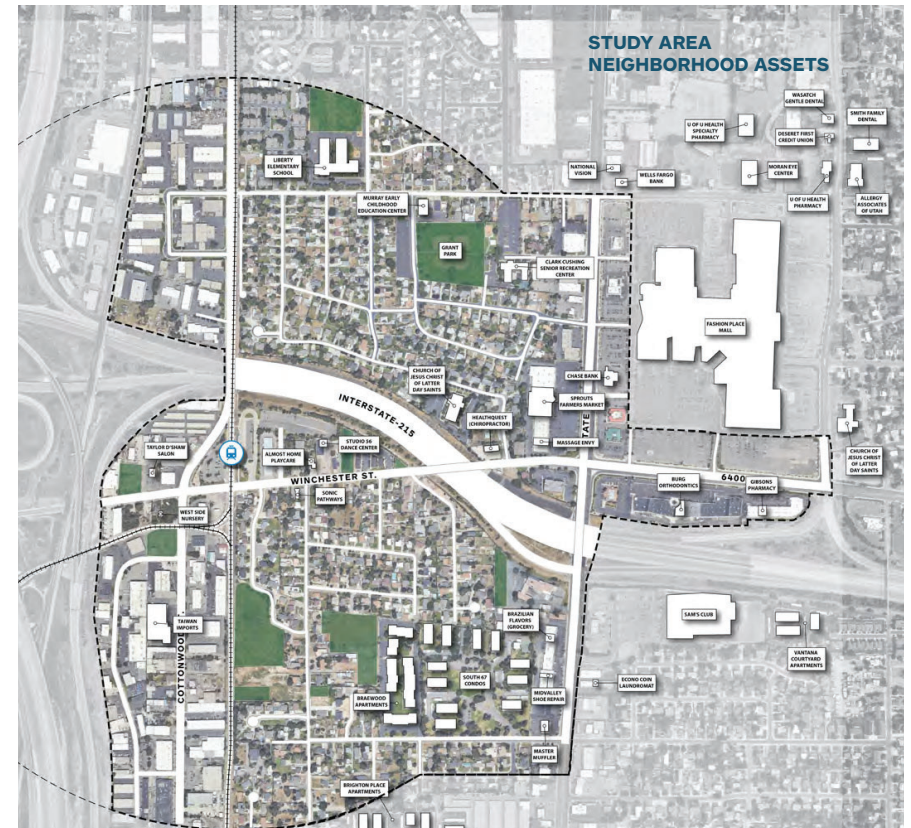 STUDY AREA
NEIGHBORHOOD ASSETS
WASATCH
GENTLE DENTAL
SMITH FAMILY
DENTAL
U OF U HEALTH
SPECIALTY
PHARMACY
DESERET FIRST
CREDIT UNION
LIBERTY
ELEMENTARY
SCHOOL
NATIONAL
VISION
WELLS FARGO
BANK
MORAN EYE
CENTER
U OF U HEALTH
PHARMACY
ALLERGY
ASSOCIATES
OF UTAH
MURRAY EARLY
CHILDHOOD
EDUCATION CENTER
GRANT
PARK
CLARK CUSHING
SENIOR RECREATION
CENTER
FASHION PLACE
MALL
CHURCH OF
JESUS CHRIST
OF LATTER
DAY SAINTS
CHASE BANK
SPROUTS
FARMERS MARKET
INTERSTATE-215
HEALTHQUEST
(CHIROPRACTOR)
STATE
MASSAGE ENVY
TAYLOR D'SHAW
SALON
ALMOST HOME
PLAYCARE
STUDIO 56
DANCE CENTER
CHURCH OF
JESUS CHRIST
OF LATTER
DAY SAINTS
WINCHESTER ST.
6400
BURG
ORTHODONTICS
GIBSONS
PHARMACY
SONIC
PATHWAYS
WEST SIDE
NURSERY
TAIWAN
IMPORTS
COTTONWOOD
BRAZILIAN
FLAVORS
(GROCERY)
SAM'S CLUB
VANTANA
COURTYARD
APARTMENTS
SOUTH 67
CONDOS
BRAEWOOD
APARTMENTS
MIDVALLEY
SHOE REPAIR
ECONO COIN
LAUNDROMAT
MASTER
MUFFLER
BRIGHTON PLACE
APARTMENTS